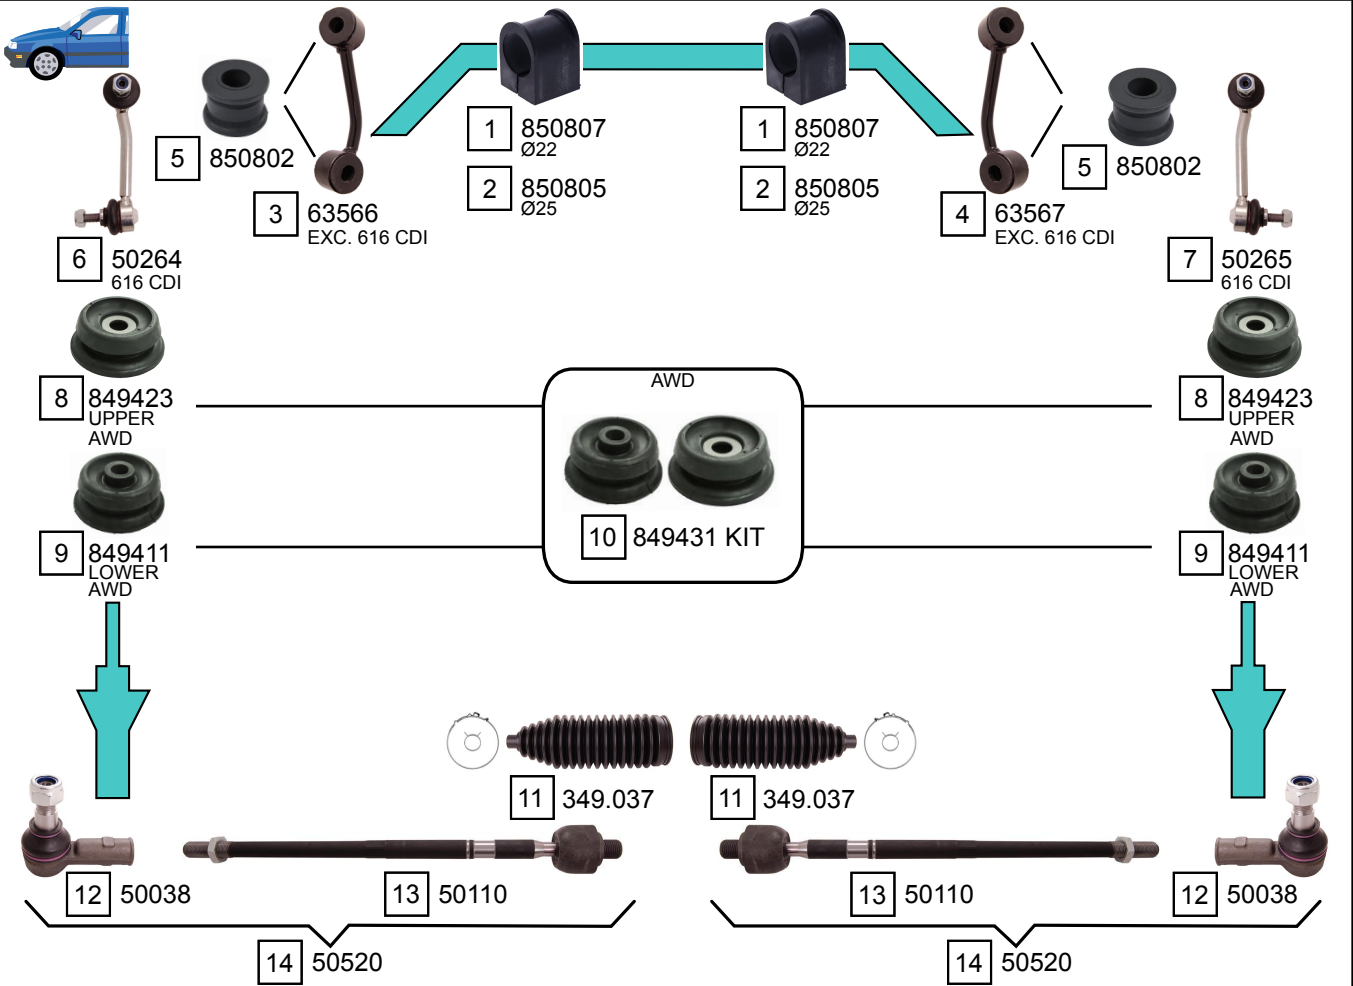 1 850807
Ø22
1 850807
Ø22
5 850802
5 850802
2 850805
Ø25
2 850805
Ø25
3 63566
EXC. 616 CDI
4 63567
EXC. 616 CDI
6 50264
616 CDI
7 50265
616 CDI
8 849423
UPPER
AWD
AWD
8 849423
UPPER
AWD
9 849411
LOWER
AWD
10 849431 KIT
9 849411
LOWER
AWD
11 349.037
11 349.037
12 50038
13 50110
13 50110
12 50038
14 50520
14 50520